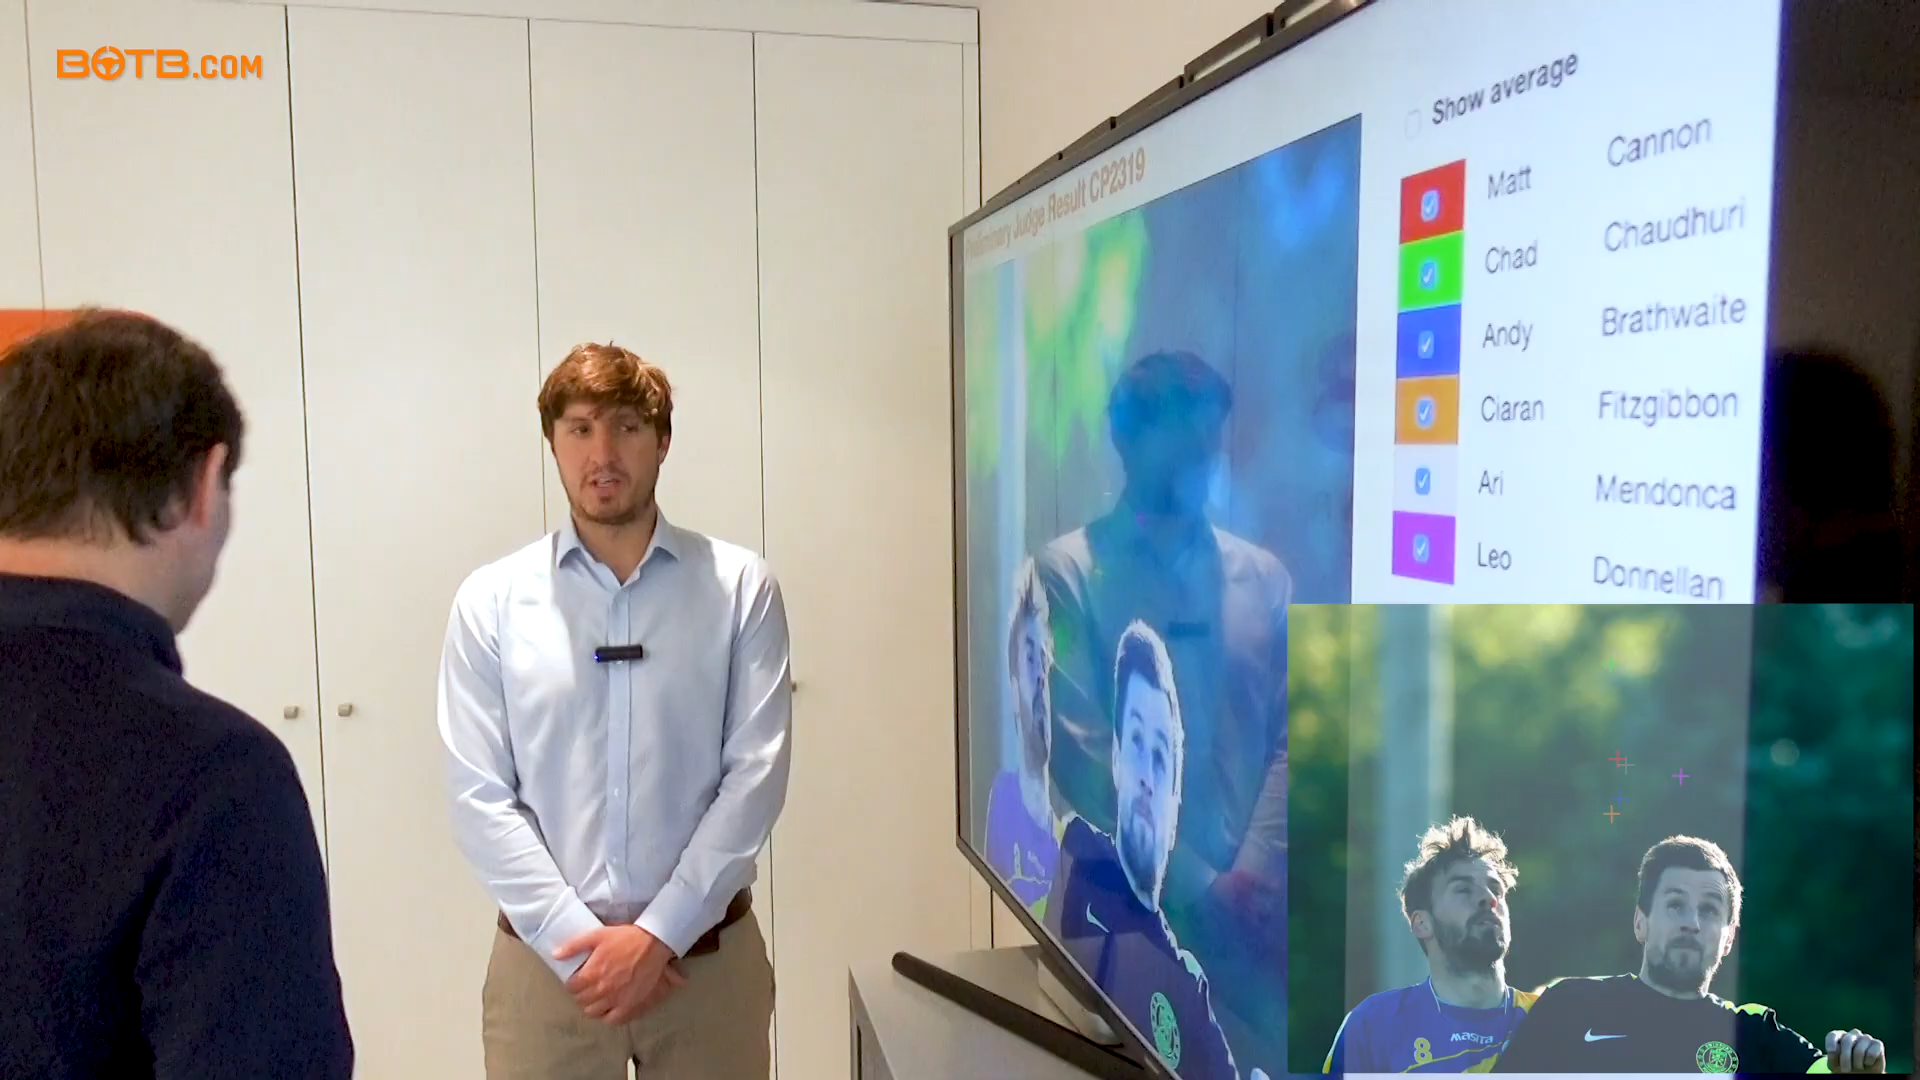 BOTB.COM
Preliminary Judge Result CP2319
Show average
Matt Cannon
Chad Chaudhuri
Andy Brathwaite
Ciaran Fitzgibbon
Ari Mendonca
Leo Donnellan
8
masita